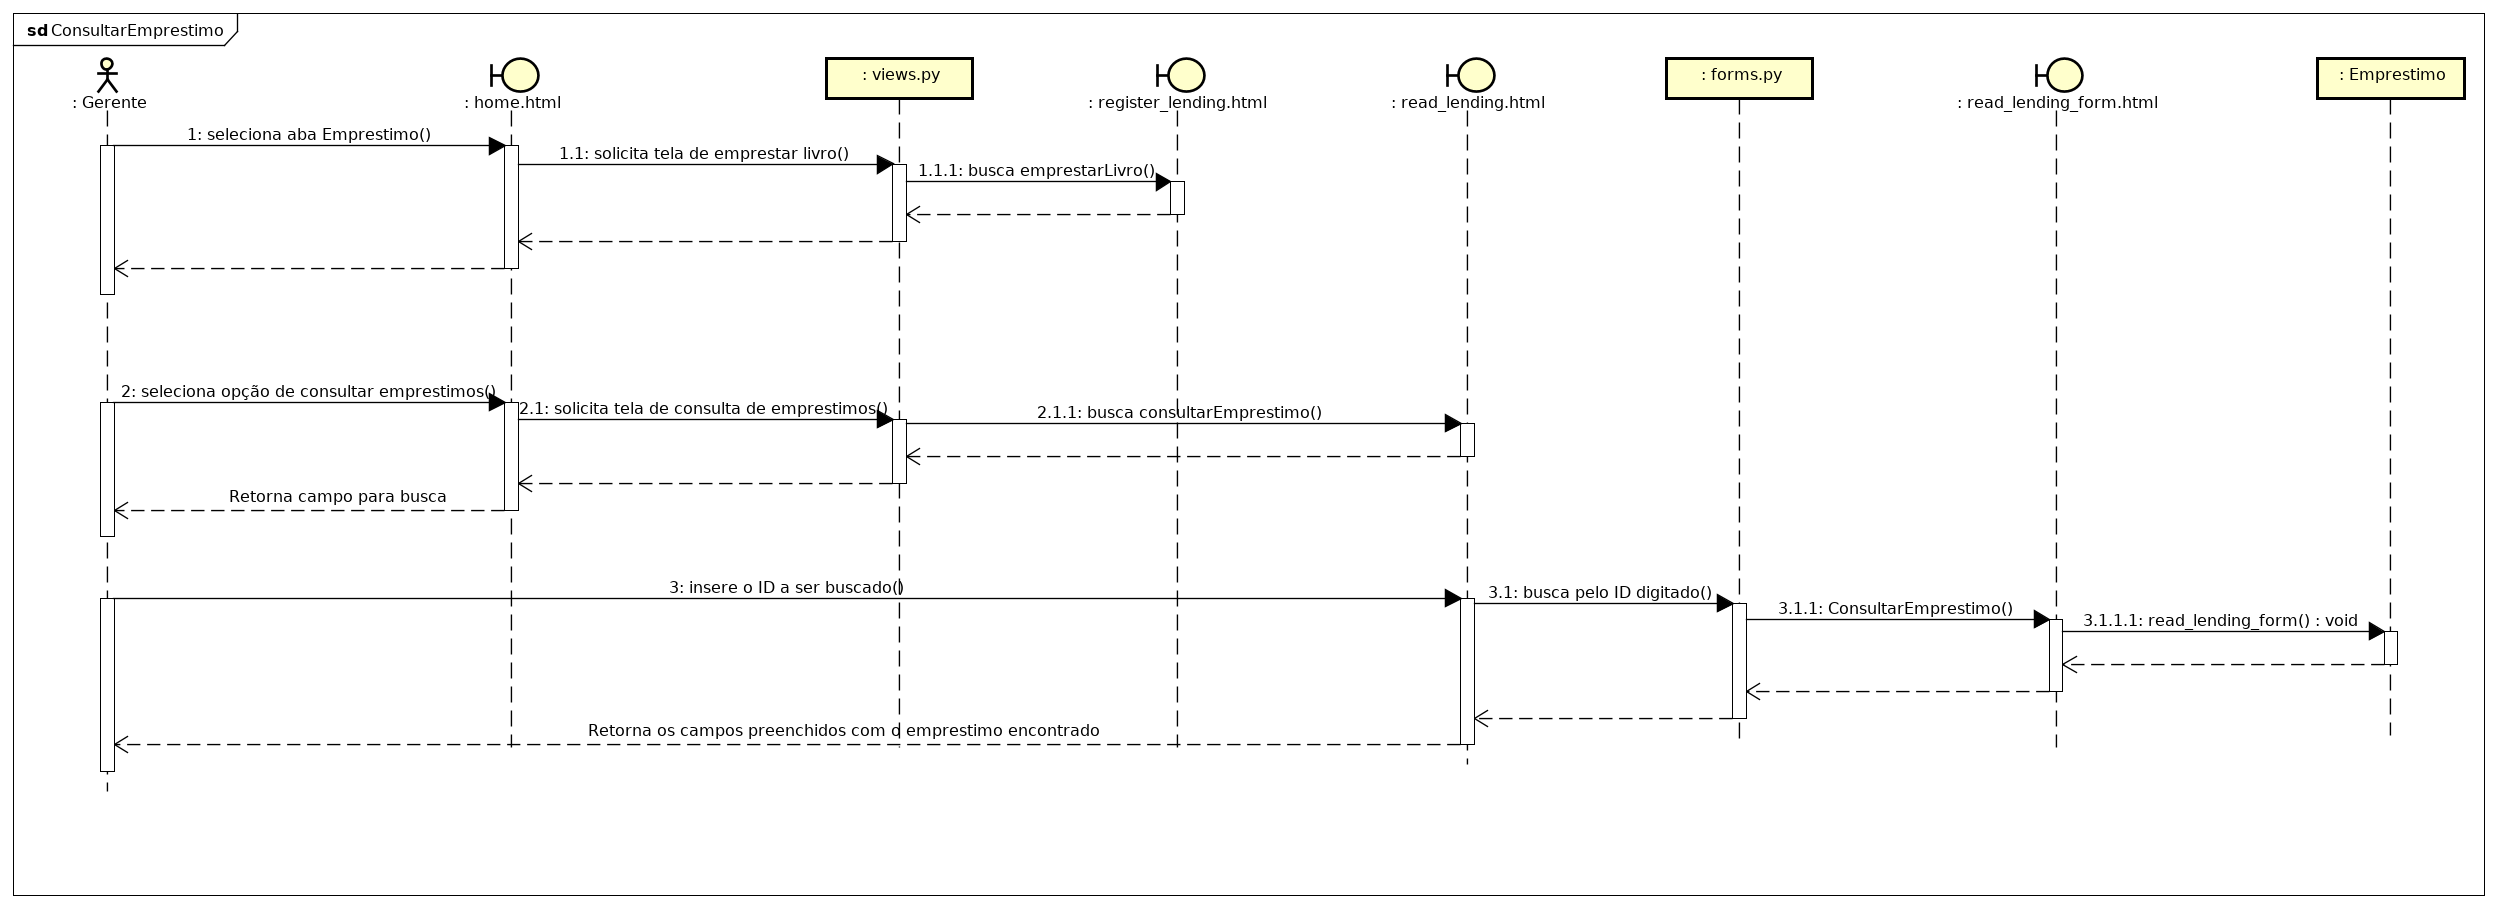 sd ConsultarEmprestimo
: Gerente
: home.html
: views.py
: register_lending.html
: read_lending.html
: forms.py
: read_lending_form.html
: Emprestimo
1: seleciona aba Emprestimo()
1.1: solicita tela de emprestar livro()
1.1.1: busca emprestarLivro()
2: seleciona opção de consultar emprestimos()
2.1: solicita tela de consulta de emprestimos()
2.1.1: busca consultarEmprestimo()
Retorna campo para busca
3: insere o ID a ser buscado()
3.1: busca pelo ID digitado()
3.1.1: ConsultarEmprestimo()
3.1.1.1: read_lending_form() : void
Retorna os campos preenchidos com o emprestimo encontrado